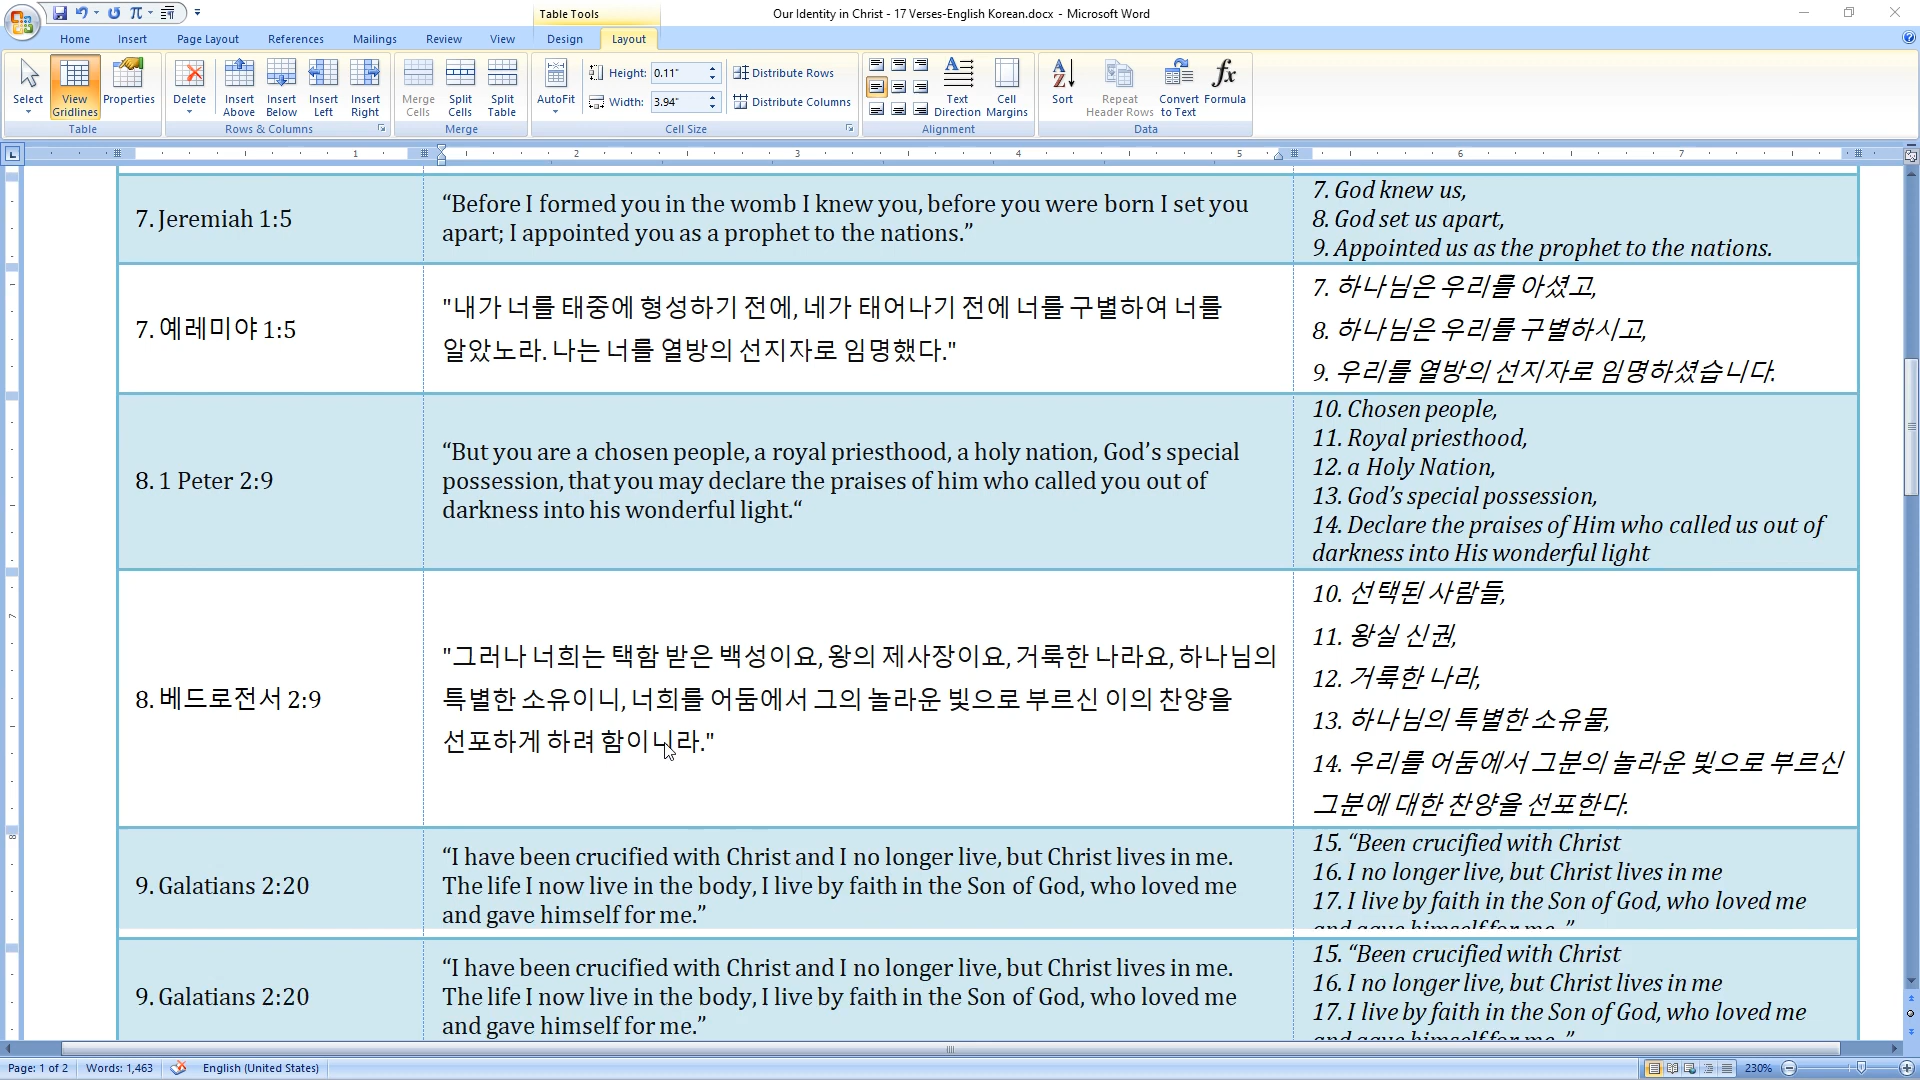 Table Tools
Our Identity in Christ - 17 Verses-English Korean.docx - Microsoft Word
Home Insert Page Layout References Mailings Review View Design Layout
Select
View Gridlines
Properties
Table
Delete
Insert Above
Insert Below
Insert Left
Insert Right
Rows & Columns
Merge Cells
Split Cells
Split Table
Merge
AutoFit
Height: 0.11"
Width: 3.94"
Distribute Rows
Distribute Columns
Cell Size
Text Direction
Cell Margins
Alignment
Sort
Repeat Header Rows
Convert to Text
Formula
Data
1 2 3 4 5 6 7
7. Jeremiah 1:5
“Before I formed you in the womb I knew you, before you were born I set you
apart; I appointed you as a prophet to the nations.”
7. God knew us,
8. God set us apart,
9. Appointed us as the prophet to the nations.
7. 예레미야 1:5
"내가 너를 태중에 형성하기 전에, 네가 태어나기 전에 너를 구별하여 너를
알았노라. 나는 너를 열방의 선지자로 임명했다."
7. 하나님은 우리를 아셨고,
8. 하나님은 우리를 구별하시고,
9. 우리를 열방의 선지자로 임명하셨습니다.
8. 1 Peter 2:9
“But you are a chosen people, a royal priesthood, a holy nation, God’s special
possession, that you may declare the praises of him who called you out of
darkness into his wonderful light.“
10. Chosen people,
11. Royal priesthood,
12. a Holy Nation,
13. God’s special possession,
14. Declare the praises of Him who called us out of
darkness into His wonderful light
8. 베드로전서 2:9
"그러나 너희는 택함 받은 백성이요, 왕의 제사장이요, 거룩한 나라요, 하나님의
특별한 소유이니, 너희를 어둠에서 그의 놀라운 빛으로 부르신 이의 찬양을
선포하게 하려 함이니라."
10. 선택된 사람들,
11. 왕실 신권,
12. 거룩한 나라,
13. 하나님의 특별한 소유물,
14. 우리를 어둠에서 그분의 놀라운 빛으로 부르신
그분에 대한 찬양을 선포한다.
9. Galatians 2:20
“I have been crucified with Christ and I no longer live, but Christ lives in me.
The life I now live in the body, I live by faith in the Son of God, who loved me
and gave himself for me.”
15. “Been crucified with Christ
16. I no longer live, but Christ lives in me
17. I live by faith in the Son of God, who loved me
and gave himself for me.”
9. Galatians 2:20
“I have been crucified with Christ and I no longer live, but Christ lives in me.
The life I now live in the body, I live by faith in the Son of God, who loved me
and gave himself for me.”
15. “Been crucified with Christ
16. I no longer live, but Christ lives in me
17. I live by faith in the Son of God, who loved me
and gave himself for me.”
Page: 1 of 2 Words: 1,463 English (United States) 230%